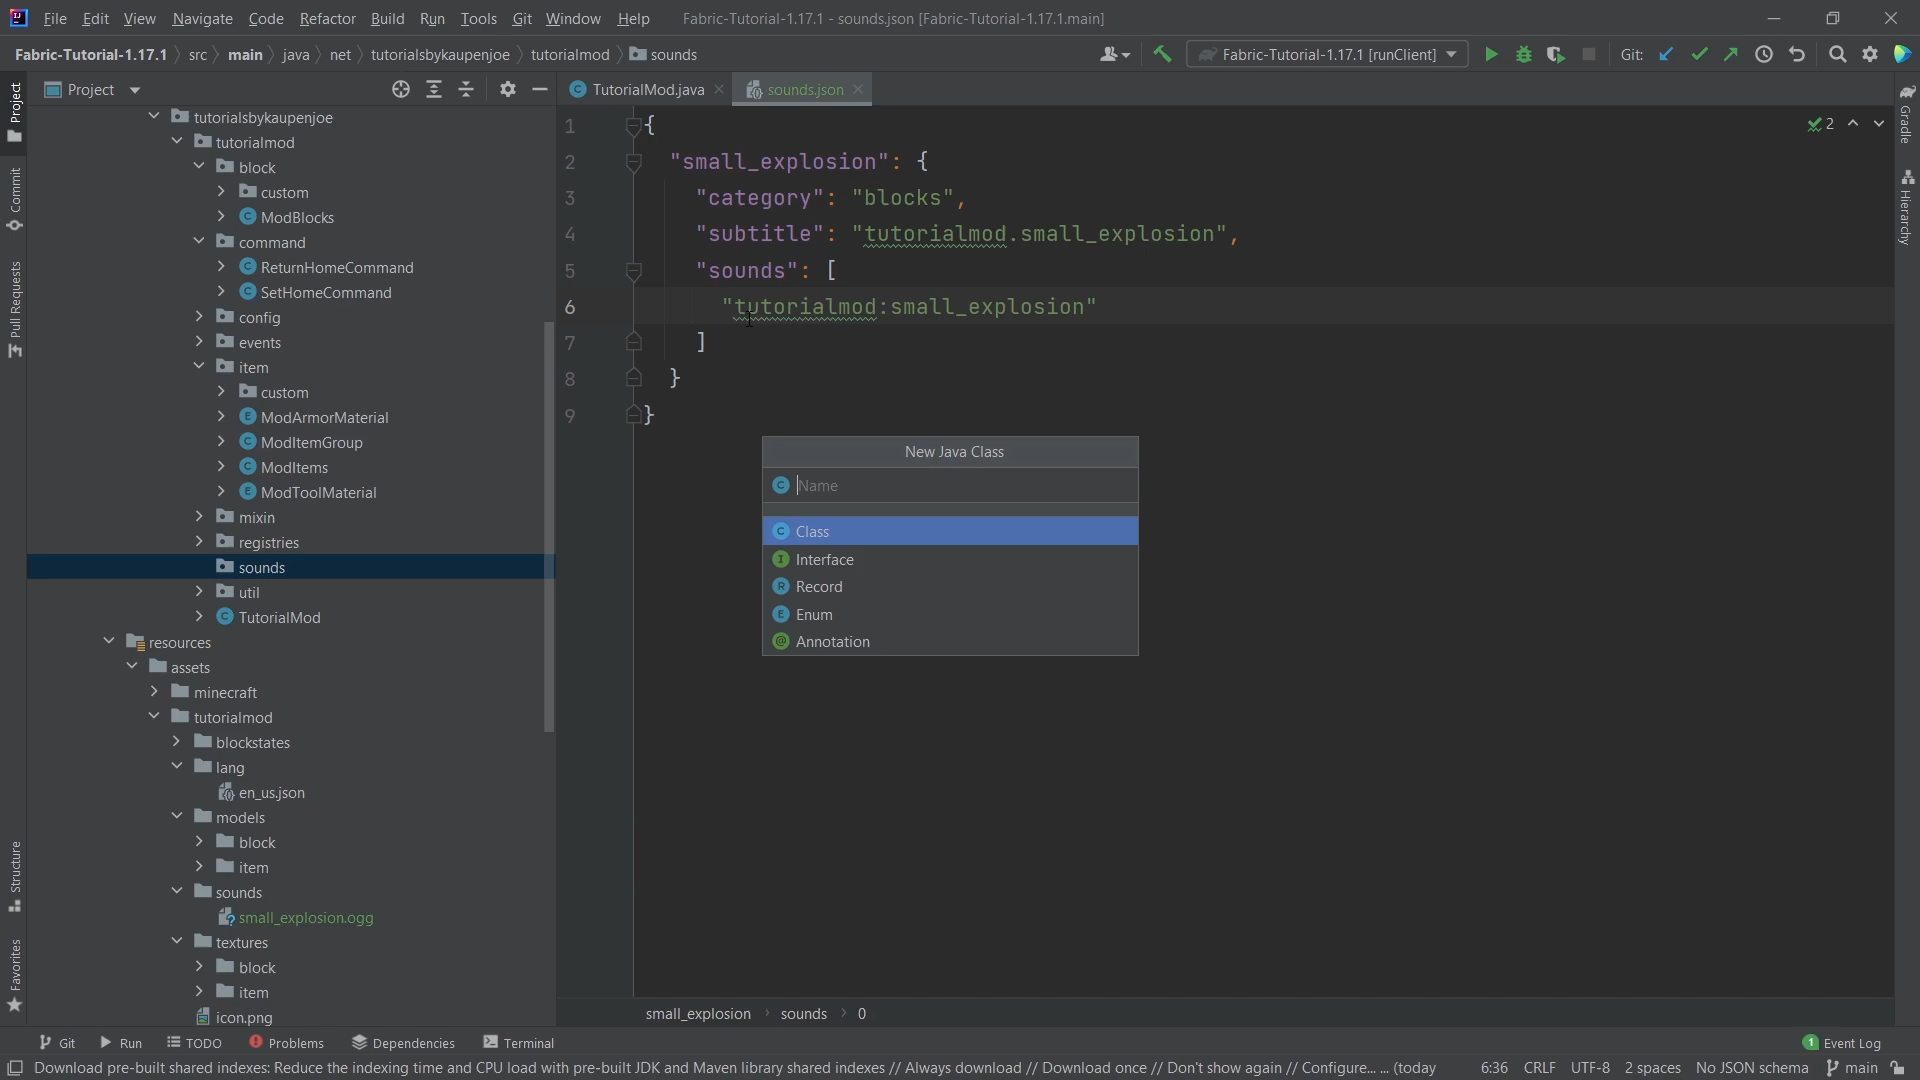 File Edit View Navigate Code Refactor Build Run Tools Git Window Help Fabric-Tutorial-1.17.1 - sounds.json [Fabric-Tutorial-1.17.1.main]
Fabric-Tutorial-1.17.1 src main java net tutorialsbykaupenjoe tutorialmod sounds Fabric-Tutorial-1.17.1 [runClient] Git:
Project TutorialMod.java sounds.json
Project
Commit
Pull Requests
Structure
Favorites
tutorialsbykaupenjoe
tutorialmod
block
custom
ModBlocks
command
ReturnHomeCommand
SetHomeCommand
config
events
item
custom
ModArmorMaterial
ModItemGroup
ModItems
ModToolMaterial
mixin
registries
sounds
util
TutorialMod
resources
assets
minecraft
tutorialmod
blockstates
lang
en_us.json
models
block
item
sounds
small_explosion.ogg
textures
block
item
icon.png
1 {
2 "small_explosion": {
3 "category": "blocks",
4 "subtitle": "tutorialmod.small_explosion",
5 "sounds": [
6 "tutorialmod:small_explosion"
7 ]
8 }
9 }
2
New Java Class
C Name
C Class
I Interface
R Record
E Enum
@ Annotation
Gradle
Hierarchy
small_explosion sounds 0
Git Run TODO Problems Dependencies Terminal 1 Event Log
Download pre-built shared indexes: Reduce the indexing time and CPU load with pre-built JDK and Maven library shared indexes // Always download // Download once // Don't show again // Configure... ... (today 6:36 CRLF UTF-8 2 spaces No JSON schema main